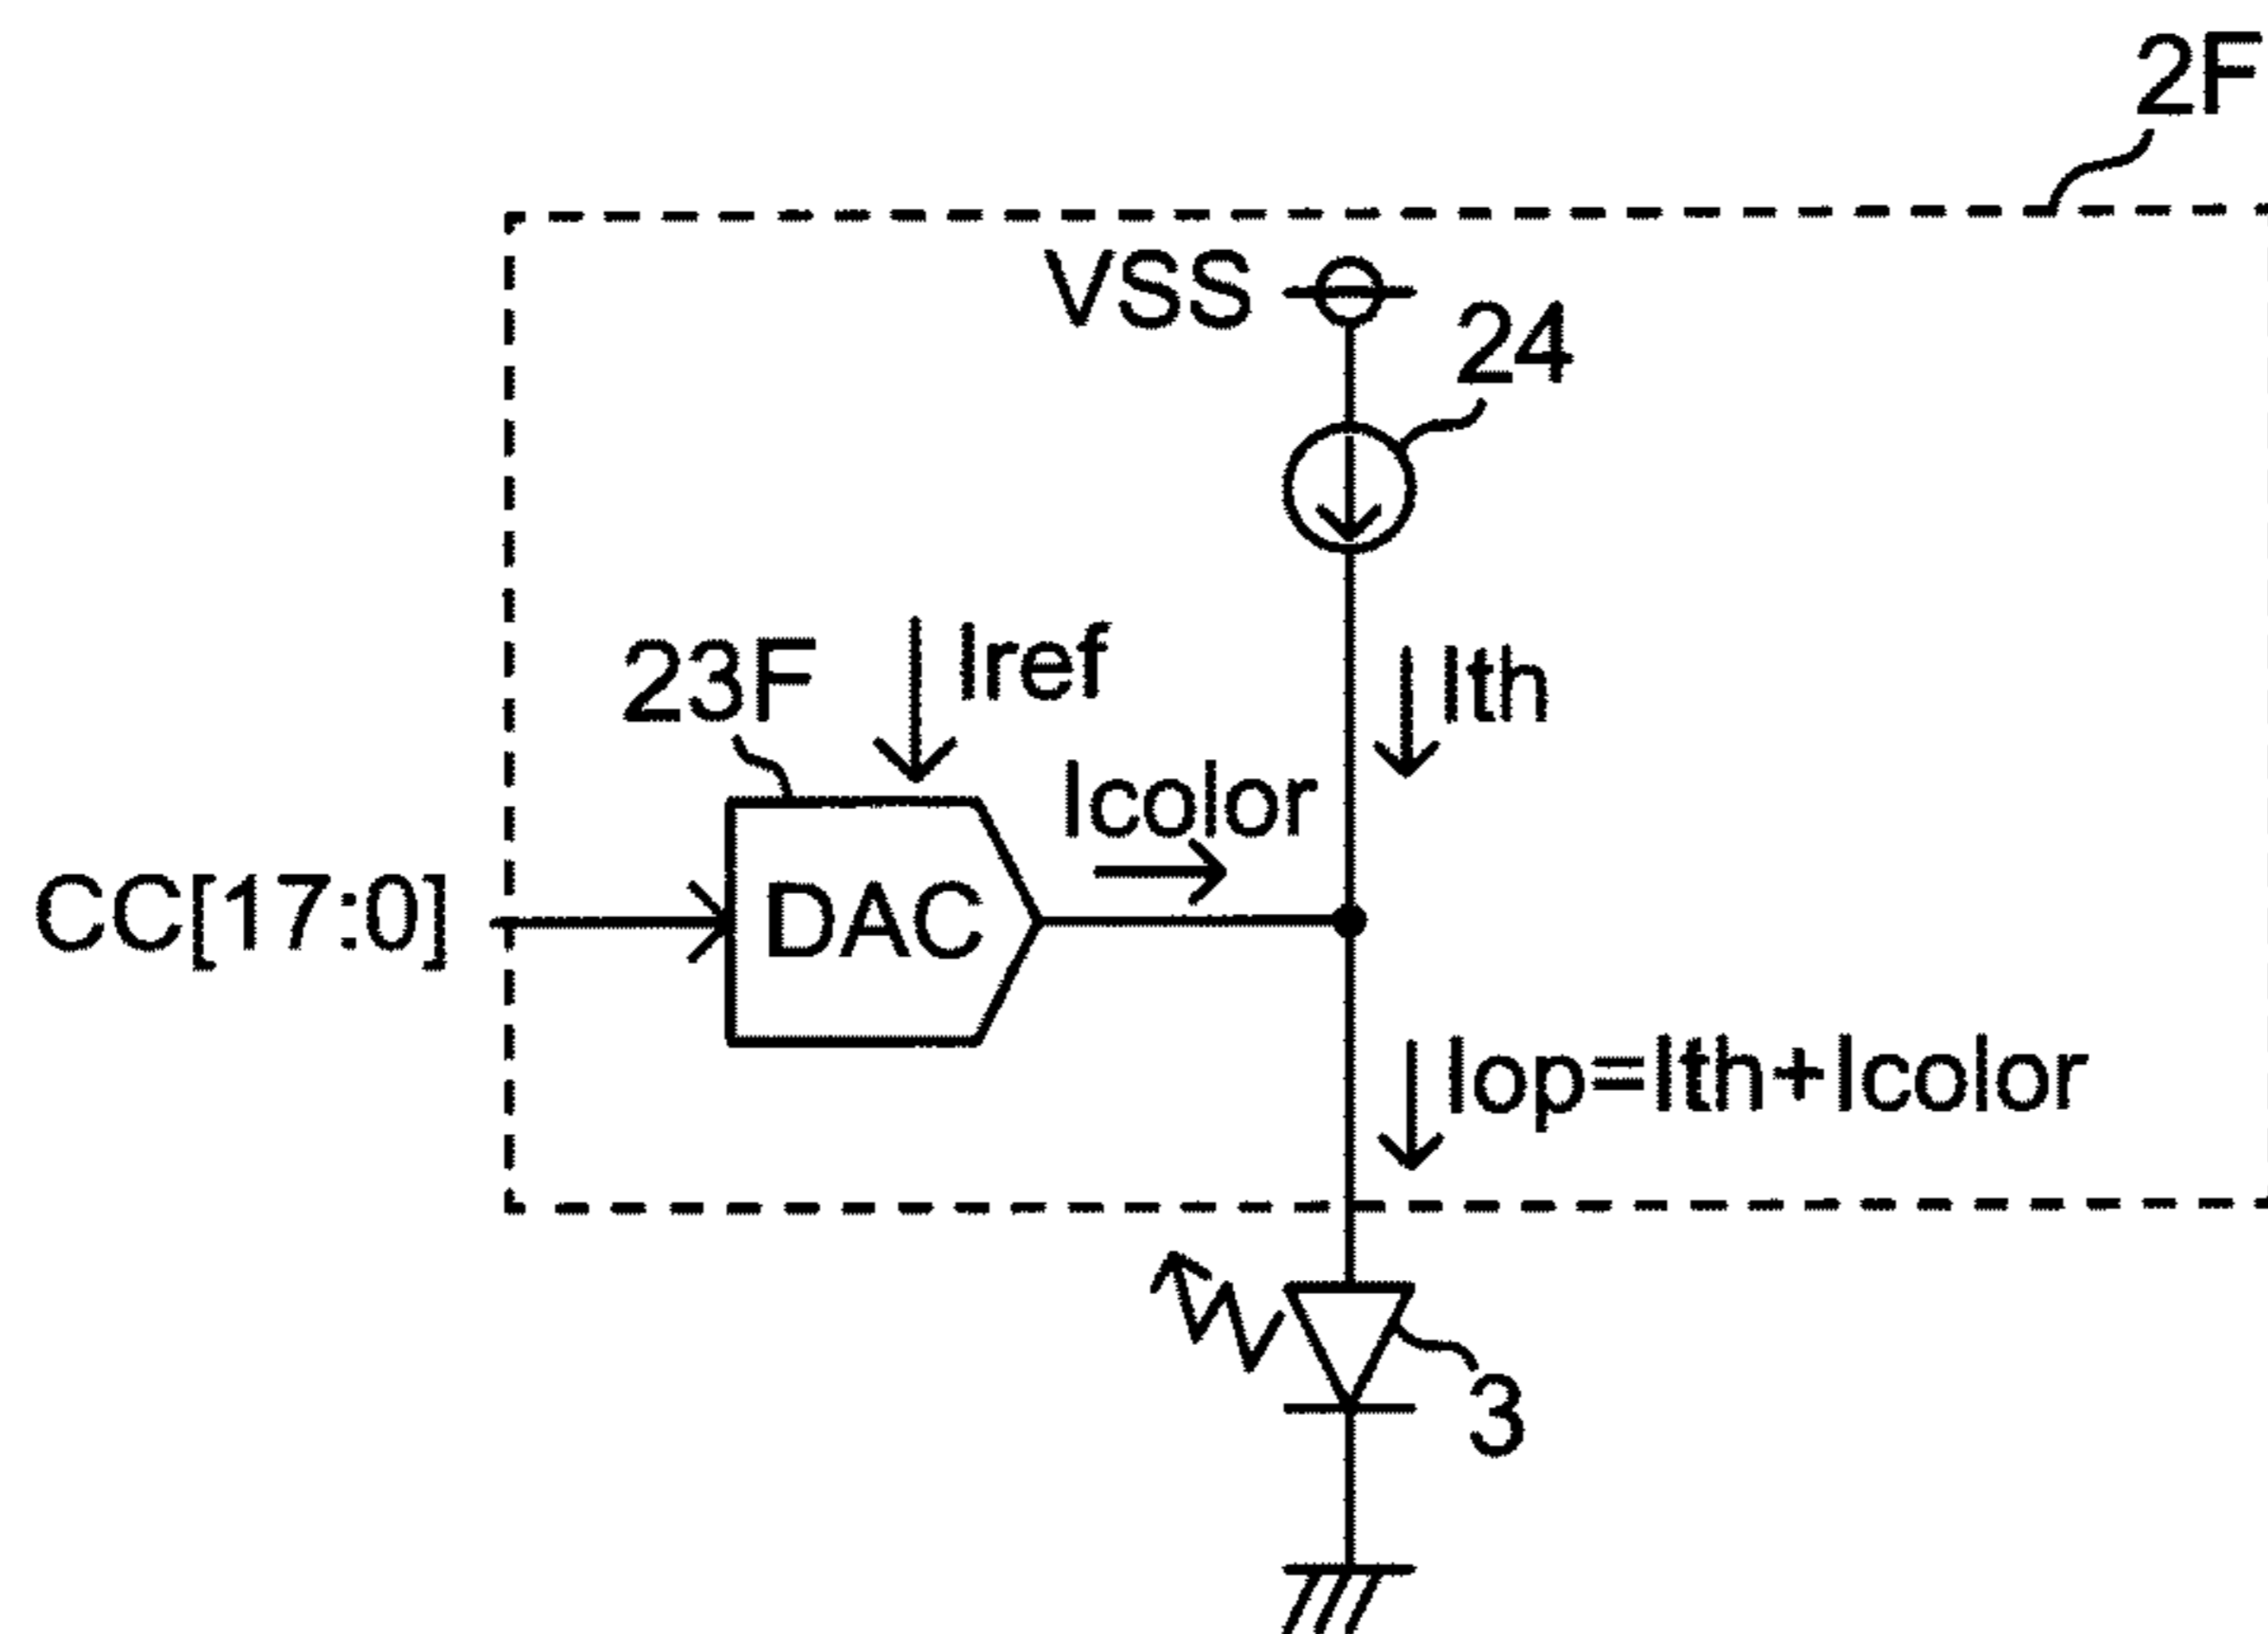 2F
VSS
24
23F
Iref
Ith
Icolor
CC[17:0]
DAC
Iop=Ith+Icolor
3